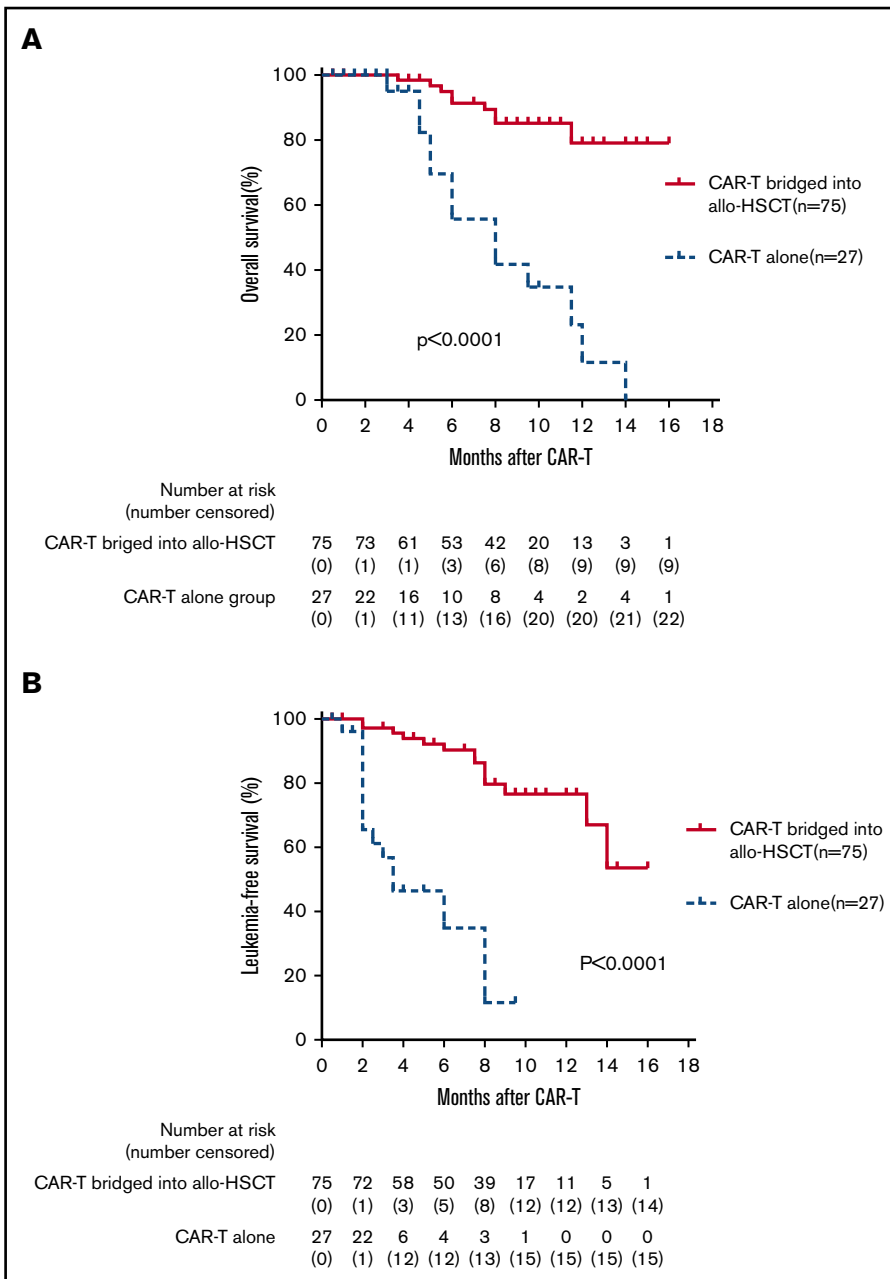 A
100
80
60
40
20
0
Overall survival(%)
p<0.0001
CAR-T bridged into
allo-HSCT(n=75)
CAR-T alone(n=27)
0 2 4 6 8 10 12 14 16 18
Months after CAR-T
Number at risk
(number censored)
CAR-T briged into allo-HSCT 75 73 61 53 42 20 13 3 1
(0) (1) (1) (3) (6) (8) (9) (9) (9)
CAR-T alone group 27 22 16 10 8 4 2 4 1
(0) (1) (11) (13) (16) (20) (20) (21) (22)
B
100
80
60
40
20
0
Leukemia-free survival (%)
CAR-T bridged into
allo-HSCT(n=75)
CAR-T alone(n=27)
P<0.0001
0 2 4 6 8 10 12 14 16 18
Months after CAR-T
Number at risk
(number censored)
CAR-T bridged into allo-HSCT 75 72 58 50 39 17 11 5 1
(0) (1) (3) (5) (8) (12) (12) (13) (14)
CAR-T alone 27 22 6 4 3 1 0 0 0
(0) (1) (12) (12) (13) (15) (15) (15) (15)